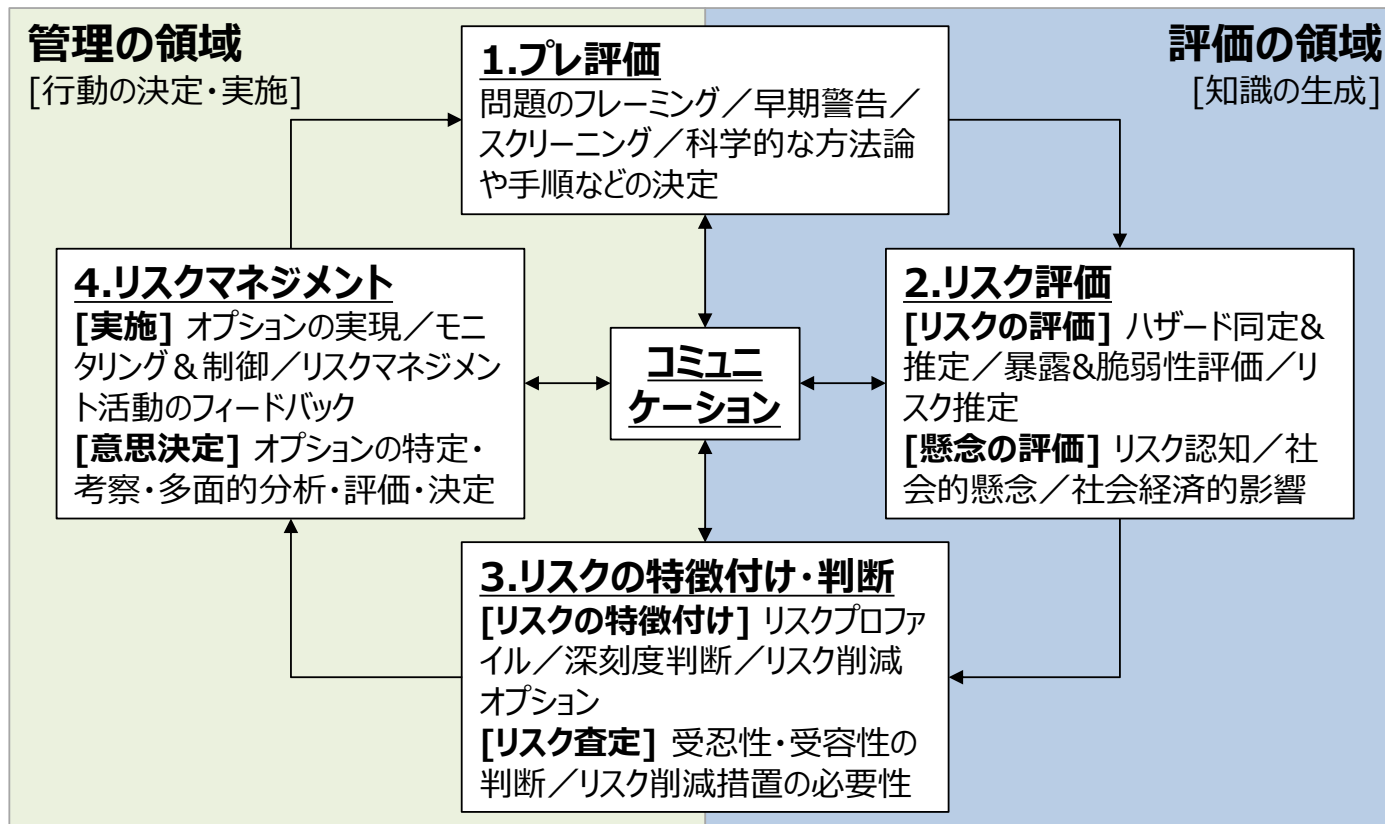 管理の領域
[行動の決定・実施]
評価の領域
[知識の生成]
1.プレ評価
問題のフレーミング／早期警告／
スクリーニング／科学的な方法論
や手順などの決定
4.リスクマネジメント
[実施] オプションの実現／モニ
タリング＆制御／リスクマネジメン
ト活動のフィードバック
[意思決定] オプションの特定・
考察・多面的分析・評価・決定
コミュニ
ケーション
2.リスク評価
[リスクの評価] ハザード同定&
推定／暴露&脆弱性評価／リ
スク推定
[懸念の評価] リスク認知／社
会的懸念／社会経済的影響
3.リスクの特徴付け・判断
[リスクの特徴付け] リスクプロファ
イル／深刻度判断／リスク削減
オプション
[リスク査定] 受忍性・受容性の
判断／リスク削減措置の必要性